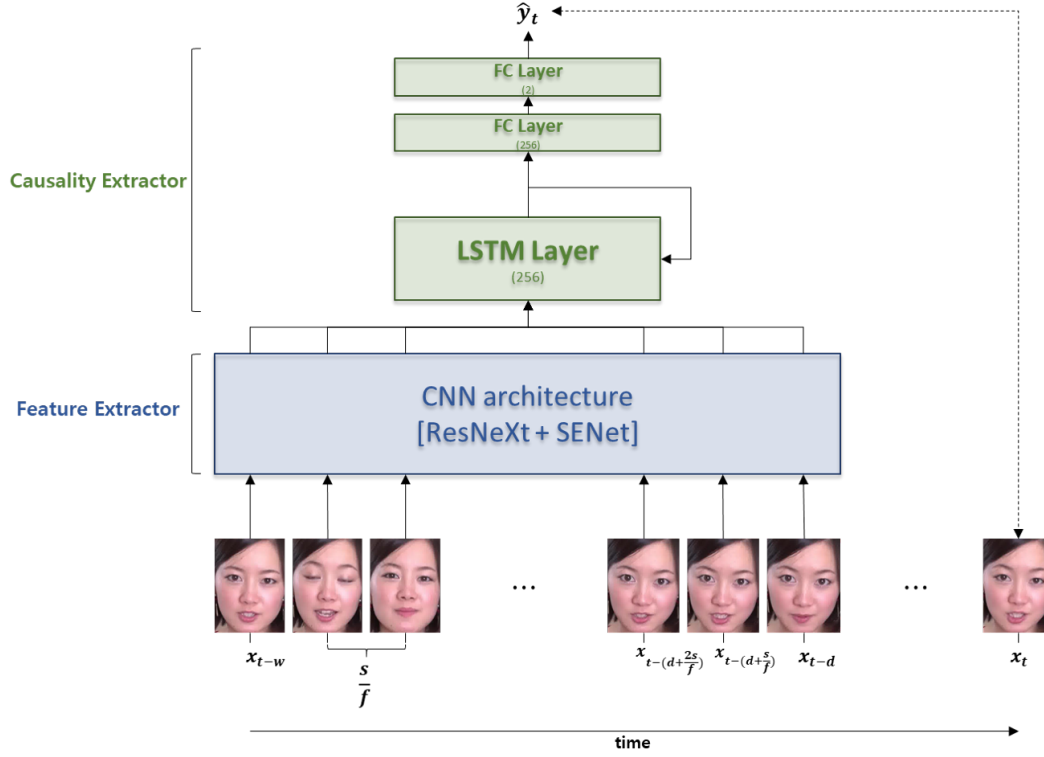 ŷₜ
FC Layer
(2)
FC Layer
(256)
Causality Extractor
LSTM Layer
(256)
Feature Extractor
CNN architecture
[ResNeXt + SENet]
... ...
x_{t-w} s/f x_{t-(d+2s/f)} x_{t-(d+s/f)} x_{t-d} x_t
time